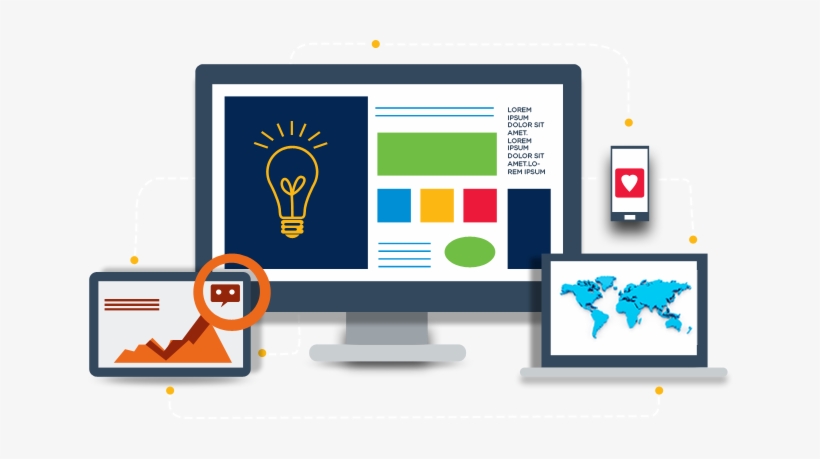 LOREM
IPSUM
DOLOR SIT
AMET.
LOREM
IPSUM
DOLOR SIT
AMET.LO-
REM IPSUM